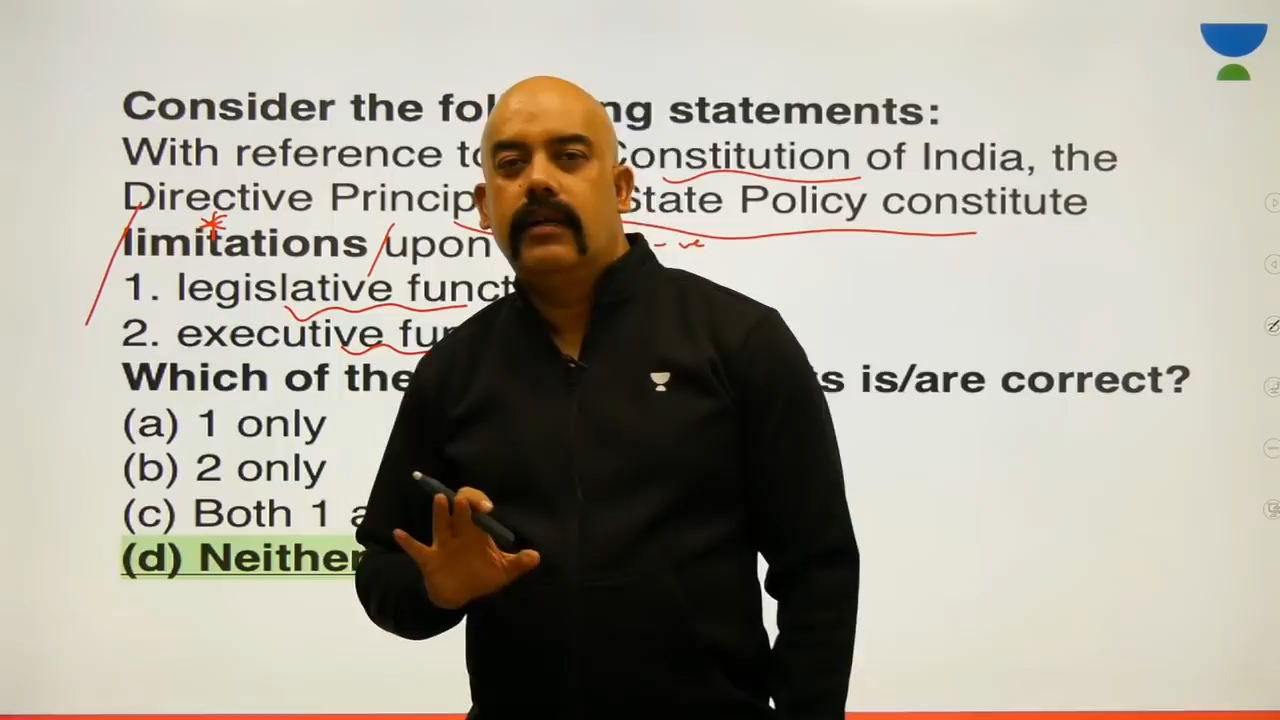 Consider the fol ng statements:
With reference to Constitution of India, the
Directive Princip State Policy constitute
limitations upon - ve
1. legislative funct
2. executive fu
Which of the s is/are correct?
(a) 1 only
(b) 2 only
(c) Both 1 a
(d) Neither